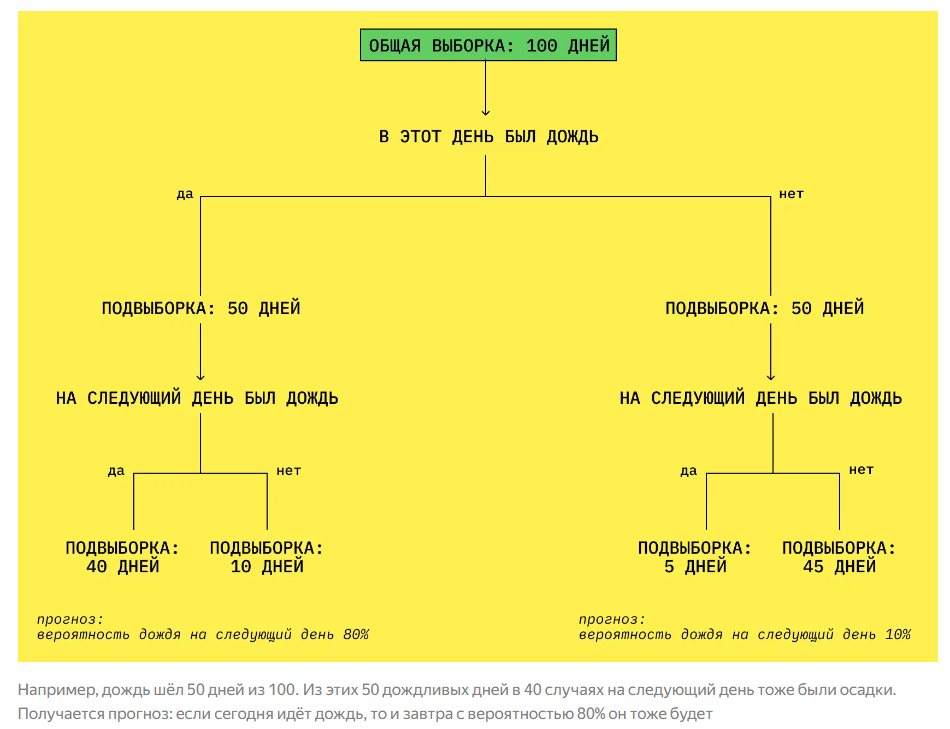 ОБЩАЯ ВЫБОРКА: 100 ДНЕЙ
В ЭТОТ ДЕНЬ БЫЛ ДОЖДЬ
да
нет
ПОДВЫБОРКА: 50 ДНЕЙ
ПОДВЫБОРКА: 50 ДНЕЙ
НА СЛЕДУЮЩИЙ ДЕНЬ БЫЛ ДОЖДЬ
НА СЛЕДУЮЩИЙ ДЕНЬ БЫЛ ДОЖДЬ
да
нет
да
нет
ПОДВЫБОРКА:
40 ДНЕЙ
ПОДВЫБОРКА:
10 ДНЕЙ
ПОДВЫБОРКА:
5 ДНЕЙ
ПОДВЫБОРКА:
45 ДНЕЙ
прогноз:
вероятность дождя на следующий день 80%
прогноз:
вероятность дождя на следующий день 10%
Например, дождь шёл 50 дней из 100. Из этих 50 дождливых дней в 40 случаях на следующий день тоже были осадки.
Получается прогноз: если сегодня идёт дождь, то и завтра с вероятностью 80% он тоже будет